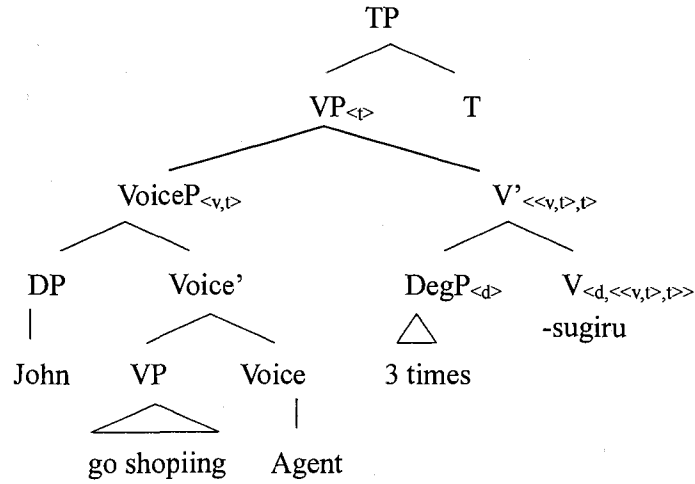 TP
VP<t> T
VoiceP<v,t> V’<<v,t>,t>
DP Voice’ DegP<d> V<d,<<v,t>,t>>
-sugiru
John VP Voice 3 times
go shopiing Agent